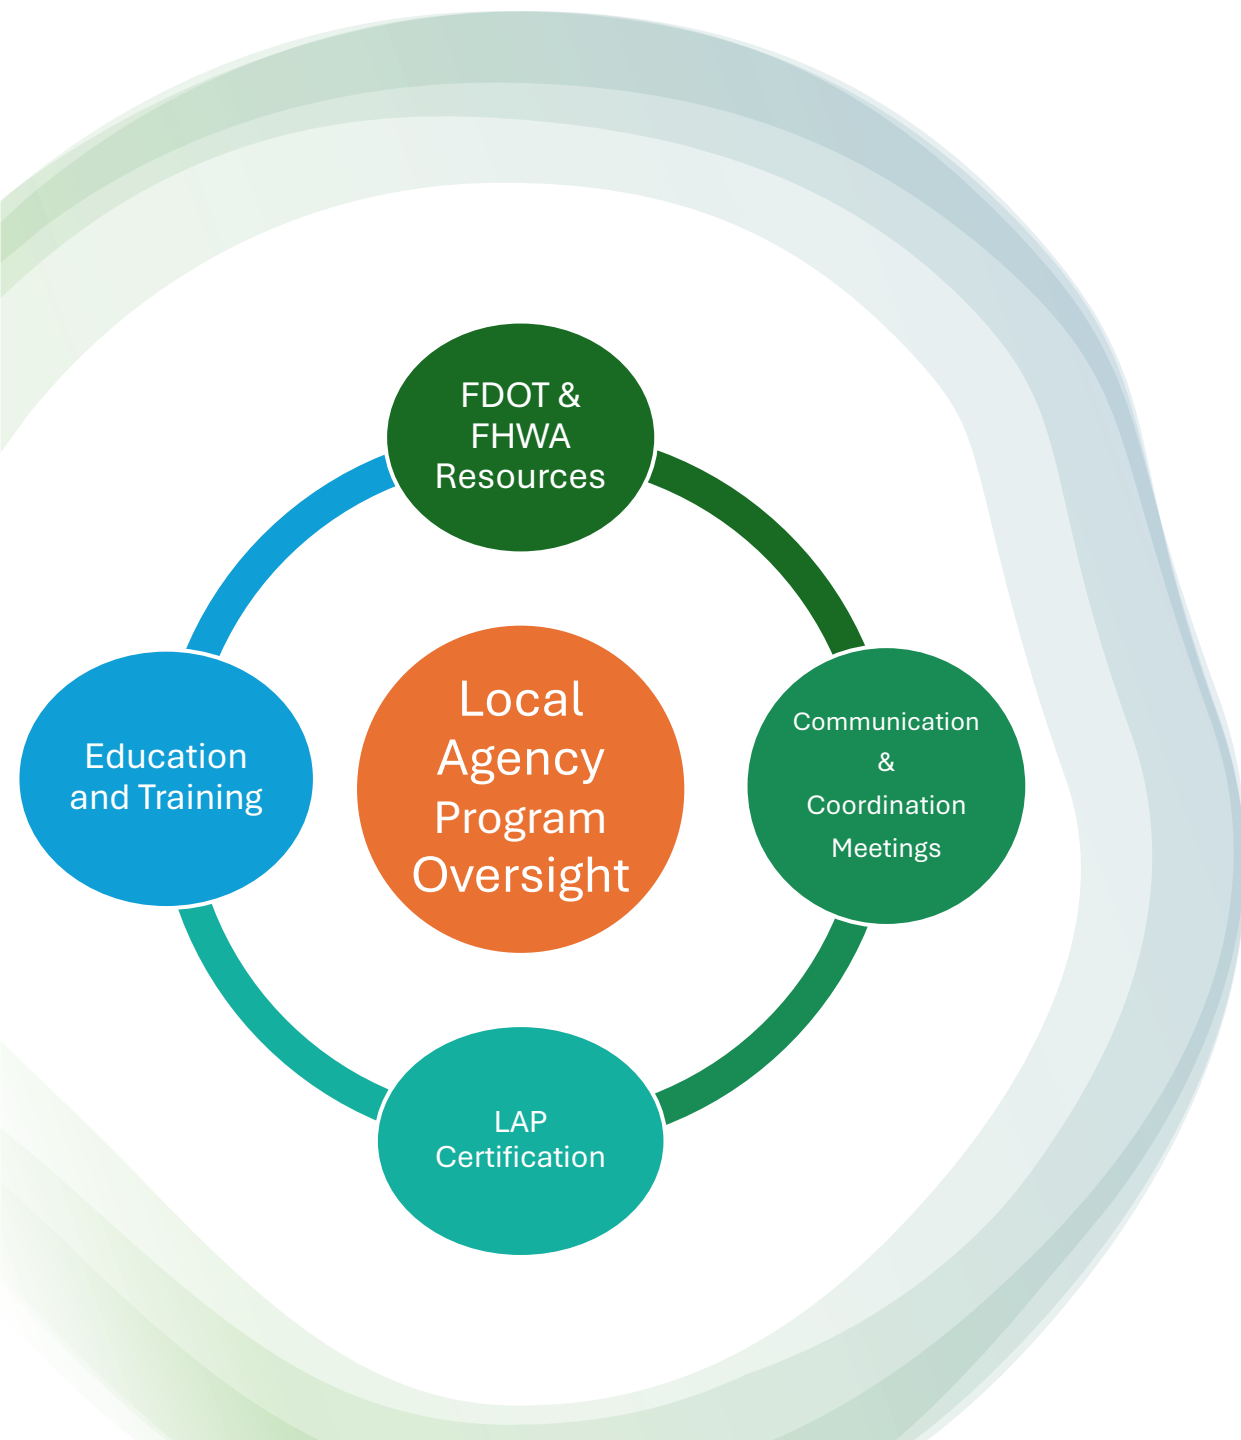 FDOT &
FHWA
Resources
Local
Agency
Program
Oversight
Education
and Training
Communication
&
Coordination
Meetings
LAP
Certification